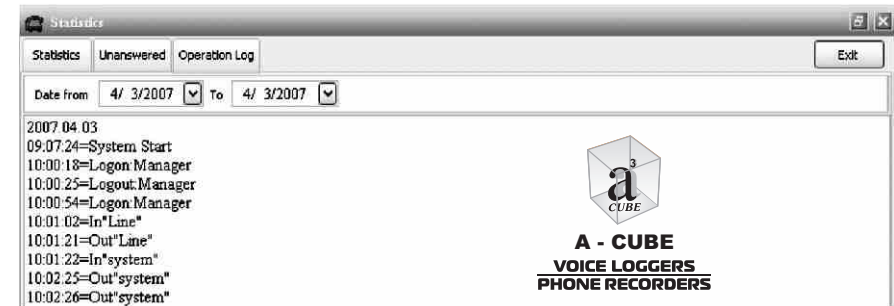 Statistics
Exit
Statistics Unanswered Operation Log
Date from 4/ 3/2007 To 4/ 3/2007
2007.04.03
09:07:24=System Start
10:00:18=Logon:Manager
10:00:25=Logout:Manager
10:00:54=Logon:Manager
10:01:02=In"Line"
10:01:21=Out"Line"
10:01:22=In"system"
10:02:25=Out"system"
10:02:26=Out"system"
a3
CUBE
A - CUBE
VOICE LOGGERS
PHONE RECORDERS